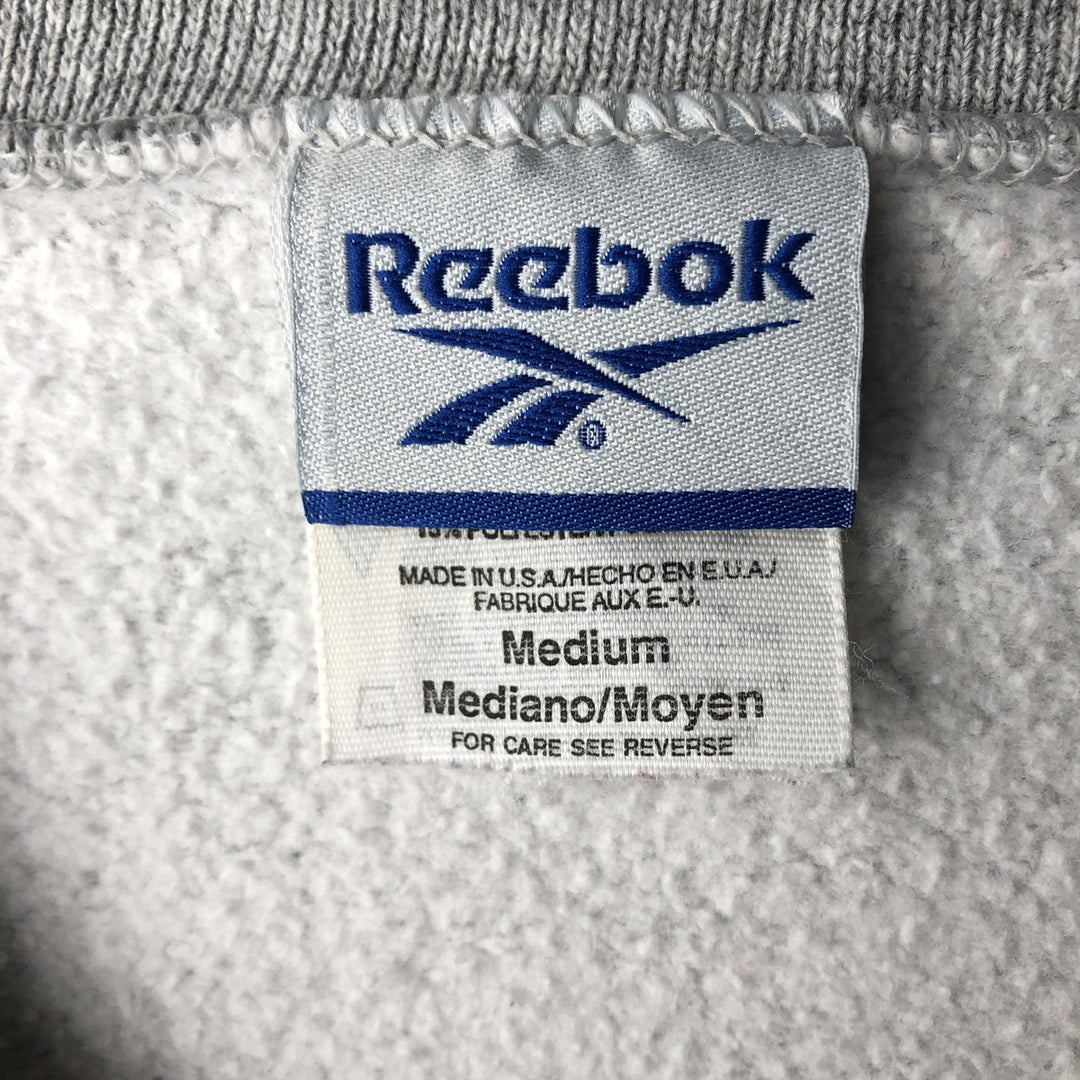 Reebok
®
MADE IN U.S.A./HECHO EN E.U.A./
FABRIQUE AUX E.-U.
Medium
Mediano/Moyen
FOR CARE SEE REVERSE